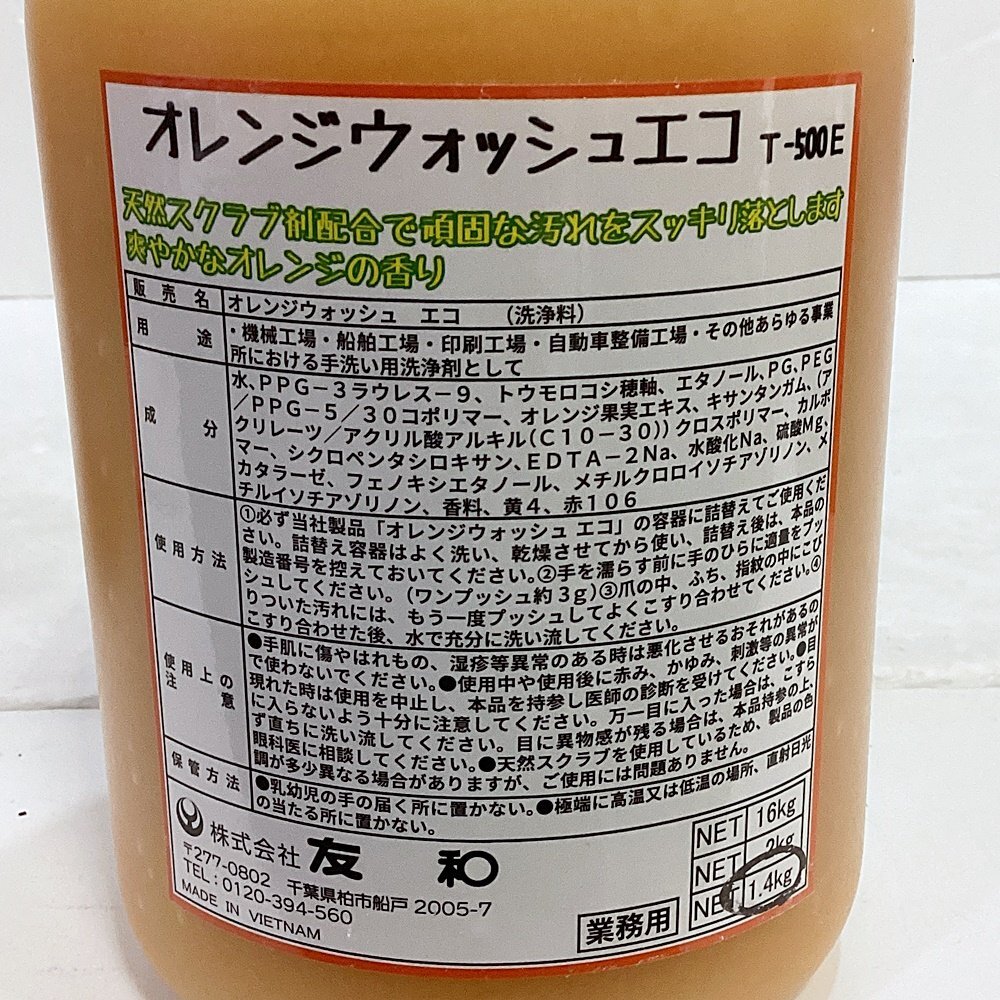 オレンジウォッシュエコ T-500E
天然スクラブ剤配合で頑固な汚れをスッキリ落とします
爽やかなオレンジの香り
販売名 オレンジウォッシュ エコ (洗浄料)
用途 ・機械工場・船舶工場・印刷工場・自動車整備工場・その他あらゆる事業
所における手洗い用洗浄剤として
成分 水、PPG-3ラウレス-9、トウモロコシ穂軸、エタノール、PG、PEG
/PPG-5/30コポリマー、オレンジ果実エキス、キサンタンガム、(ア
クリレーツ/アクリル酸アルキル(C10-30))クロスポリマー、カルボ
マー、シクロペンタシロキサン、EDTA-2Na、水酸化Na、硫酸Mg、
カタラーゼ、フェノキシエタノール、メチルクロロイソチアゾリノン、メ
チルイソチアゾリノン、香料、黄4、赤106
使用方法 ①必ず当社製品「オレンジウォッシュ エコ」の容器に詰替えてご使用くだ
さい。詰替え容器はよく洗い、乾燥させてから使い、詰替え後は、本品の
製造番号を控えておいてください。②手を濡らす前に手のひらに適量をプッ
シュしてください。(ワンプッシュ約3g)③爪の中、ふち、指紋の中にこび
りついた汚れには、もう一度プッシュしてよくこすり合わせてください。④
こすり合わせた後、水で充分に洗い流してください。
使用上の注意 ●手肌に傷やはれもの、湿疹等異常のある時は悪化させるおそれがあるの
で使わないでください。●使用中や使用後に赤み、かゆみ、刺激等の異常が
現れた時は使用を中止し、本品を持参し医師の診断を受けてください。●目
に入らないよう十分に注意してください。万一目に入った場合は、こすら
ず直ちに洗い流してください。目に異物感が残る場合は、本品持参の上、
眼科医に相談してください。●天然スクラブを使用しているため、製品の色
調が多少異なる場合がありますが、ご使用には問題ありません。
保管方法 ●乳幼児の手の届く所に置かない。●極端に高温又は低温の場所、直射日光
の当たる所に置かない。
株式会社 友和
〒277-0802 千葉県柏市船戸 2005-7
TEL:0120-394-560
MADE IN VIETNAM
業務用
NET 16kg
NET 2kg
NET 1.4kg